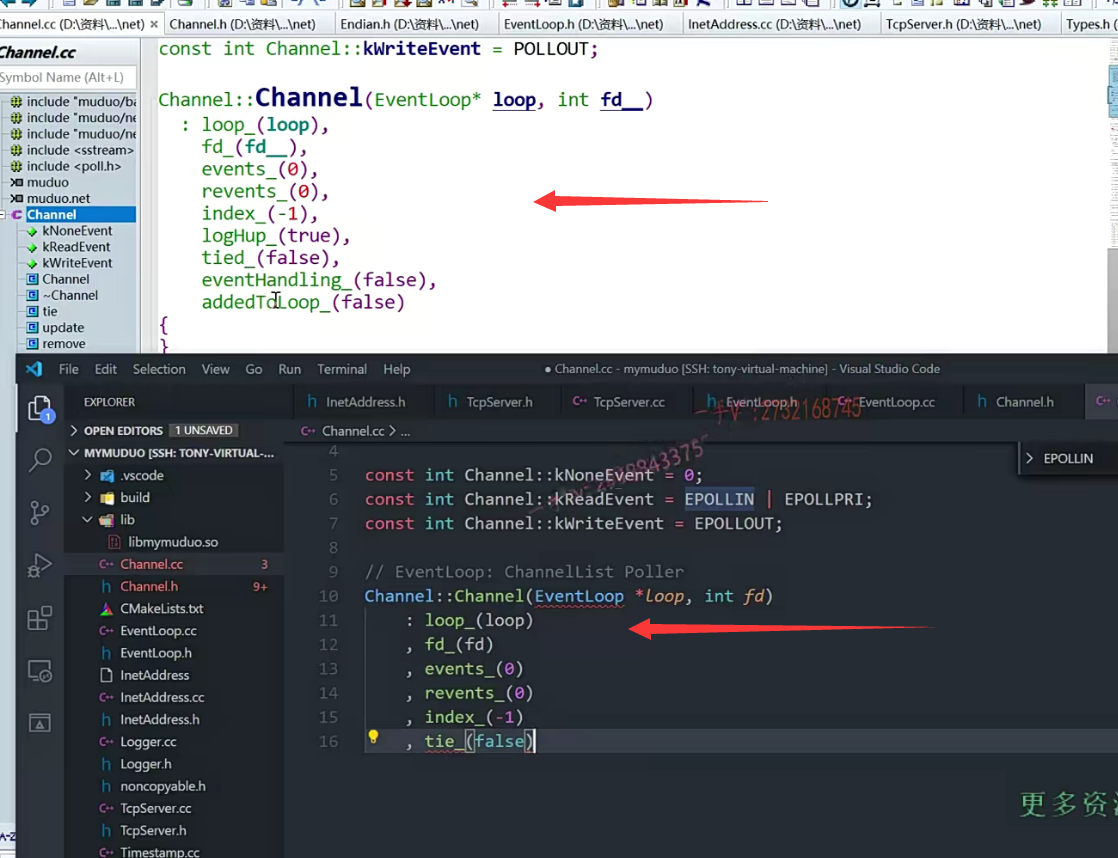 Channel.cc (D:\资料\...\net)
Channel.h (D:\资料\...\net)
Endian.h (D:\资料\...\net)
EventLoop.h (D:\资料\...\net)
InetAddress.cc (D:\资料\...\net)
TcpServer.h (D:\资料\...\net)
Types.h (
Channel.cc
Symbol Name (Alt+L)
include "muduo/ba
include "muduo/ne
include "muduo/ne
include <sstream>
include <poll.h>
muduo
muduo.net
Channel
kNoneEvent
kReadEvent
kWriteEvent
Channel
~Channel
tie
update
remove
const int Channel::kWriteEvent = POLLOUT;
Channel::Channel(EventLoop* loop, int fd__)
: loop_(loop),
fd_(fd__),
events_(0),
revents_(0),
index_(-1),
logHup_(true),
tied_(false),
eventHandling_(false),
addedToLoop_(false)
{
}
File Edit Selection View Go Run Terminal Help
● Channel.cc - mymuduo [SSH: tony-virtual-machine] - Visual Studio Code
1
EXPLORER
OPEN EDITORS 1 UNSAVED
MYMUDUO [SSH: TONY-VIRTUAL-...
.vscode
build
lib
libmymuduo.so
C++ Channel.cc 3
h Channel.h 9+
CMakeLists.txt
C++ EventLoop.cc
h EventLoop.h
InetAddress
C++ InetAddress.cc
h InetAddress.h
C++ Logger.cc
h Logger.h
h noncopyable.h
C++ TcpServer.cc
h TcpServer.h
C++ Timestamp.cc
h InetAddress.h
h TcpServer.h
C++ TcpServer.cc
h EventLoop.h
C++ EventLoop.cc
h Channel.h
C++
C++ Channel.cc > ...
> EPOLLIN
4
5 const int Channel::kNoneEvent = 0;
6 const int Channel::kReadEvent = EPOLLIN | EPOLLPRI;
7 const int Channel::kWriteEvent = EPOLLOUT;
8
9 // EventLoop: ChannelList Poller
10 Channel::Channel(EventLoop *loop, int fd)
11 : loop_(loop)
12 , fd_(fd)
13 , events_(0)
14 , revents_(0)
15 , index_(-1)
16 , tie_(false)
更多资